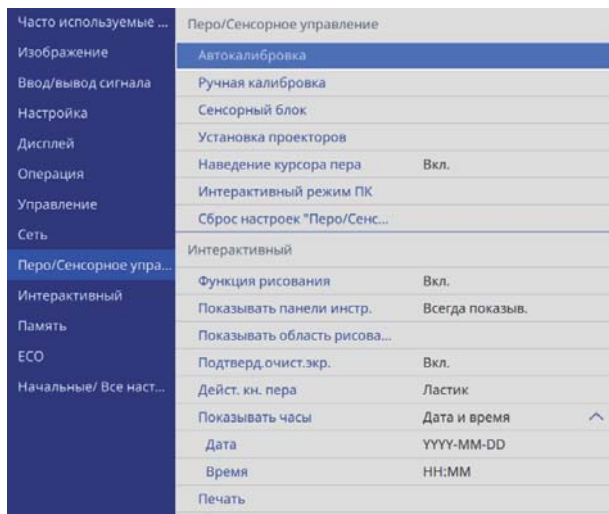 Часто используемые ...
Изображение
Ввод/вывод сигнала
Настройка
Дисплей
Операция
Управление
Сеть
Перо/Сенсорное упра...
Интерактивный
Память
ECO
Начальные/ Все наст...
Перо/Сенсорное управление
Автокалибровка
Ручная калибровка
Сенсорный блок
Установка проекторов
Наведение курсора пера Вкл.
Интерактивный режим ПК
Сброс настроек "Перо/Сенс...
Интерактивный
Функция рисования Вкл.
Показывать панели инстр. Всегда показыв.
Показывать область рисова...
Подтверд.очист.экр. Вкл.
Дейст. кн. пера Ластик
Показывать часы Дата и время
Дата YYYY-MM-DD
Время HH:MM
Печать